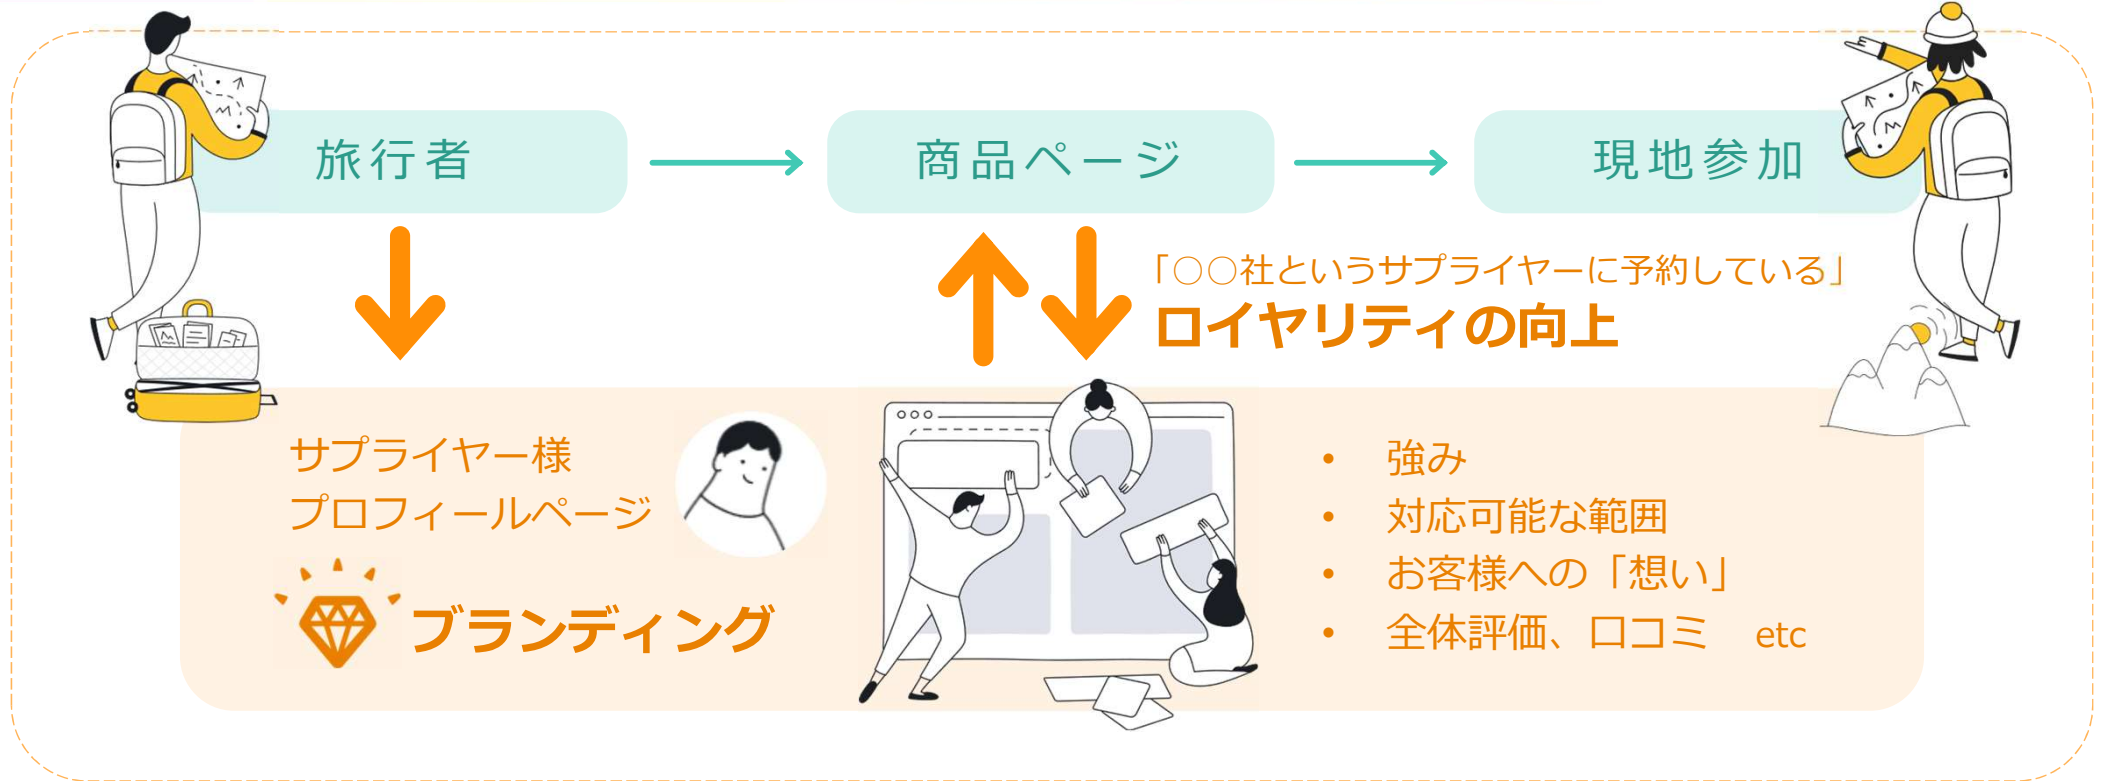 旅行者
商品ページ
現地参加
「○○社というサプライヤーに予約している」
ロイヤリティの向上
サプライヤー様
プロフィールページ
ブランディング
• 強み
• 対応可能な範囲
• お客様への「想い」
• 全体評価、口コミ　etc